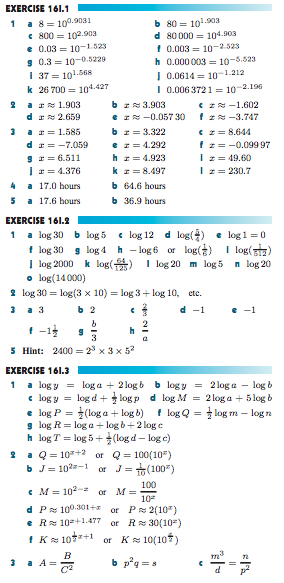 EXERCISE 16I.1
1 a 8 = 10^0.9031 b 80 = 10^1.903
c 800 = 10^2.903 d 80 000 = 10^4.903
e 0.03 = 10^−1.523 f 0.003 = 10^−2.523
g 0.3 = 10^−0.5229 h 0.000 003 = 10^−5.523
i 37 = 10^1.568 j 0.0614 = 10^−1.212
k 26 700 = 10^4.427 l 0.006 372 1 = 10^−2.196
2 a x ≈ 1.903 b x ≈ 3.903 c x ≈ −1.602
d x ≈ 2.659 e x ≈ −0.057 30 f x ≈ −3.747
3 a x = 1.585 b x = 3.322 c x = 8.644
d x = −7.059 e x = 4.292 f x = −0.099 97
g x = 6.511 h x = 4.923 i x = 49.60
j x = 4.376 k x = 8.497 l x = 230.7
4 a 17.0 hours b 64.6 hours
5 a 17.6 hours b 36.9 hours
EXERCISE 16I.2
1 a log 30 b log 5 c log 12 d log(5/4) e log 1 = 0
f log 30 g log 4 h −log 6 or log(1/6) i log(1/512)
j log 2000 k log(64/125) l log 20 m log 5 n log 20
o log(14 000)
2 log 30 = log(3 × 10) = log 3 + log 10, etc.
3 a 3 b 2 c 2/3 d −1 e −1
f −1½ g b/3 h 2/a
5 Hint: 2400 = 2³ × 3 × 5²
EXERCISE 16I.3
1 a log y = log a + 2 log b b log y = 2 log a − log b
c log y = log d + ½ log p d log M = 2 log a + 5 log b
e log P = ½(log a + log b) f log Q = ½ log m − log n
g log R = log a + log b + 2 log c
h log T = log 5 + ½(log d − log c)
2 a Q = 10^(x+2) or Q = 100(10^x)
b J = 10^(2x−1) or J = 1/10(100^x)
c M = 10^(2−x) or M = 100/10^x
d P ≈ 10^(0.301+x) or P ≈ 2(10^x)
e R ≈ 10^(x+1.477) or R ≈ 30(10^x)
f K ≈ 10^(½x+1) or K ≈ 10(10^(x/2))
3 a A = B/C² b p²q = s c m³/d = n/p²